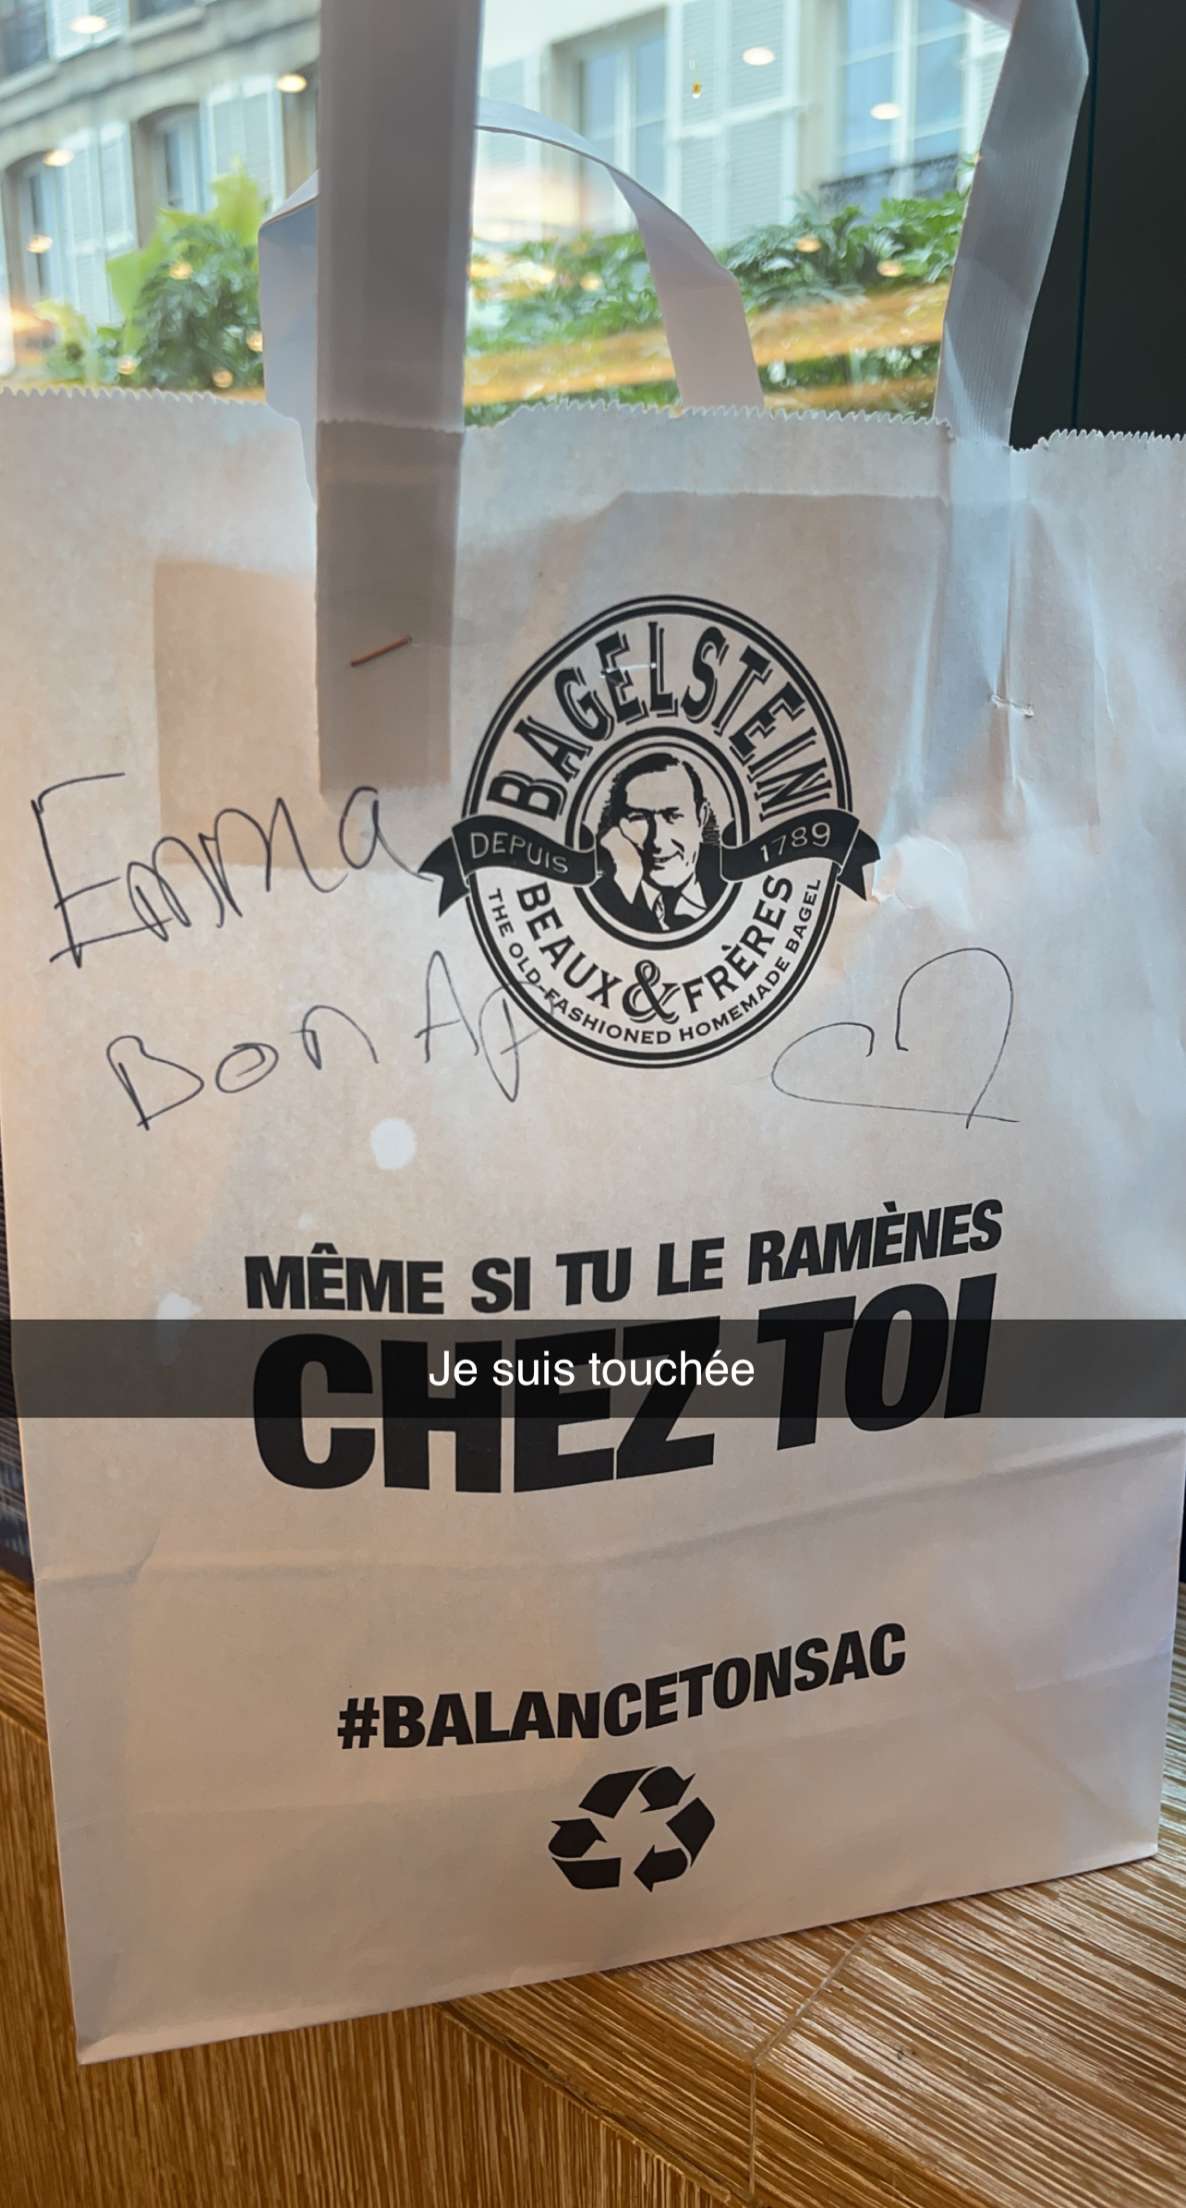 BAGELSTEIN
DEPUIS 1789
BEAUX & FRÈRES
THE OLD-FASHIONED HOMEMADE BAGEL
Emma
Bon Ap
MÊME SI TU LE RAMÈNES
CHEZ TOI
Je suis touchée
#BALANCETONSAC